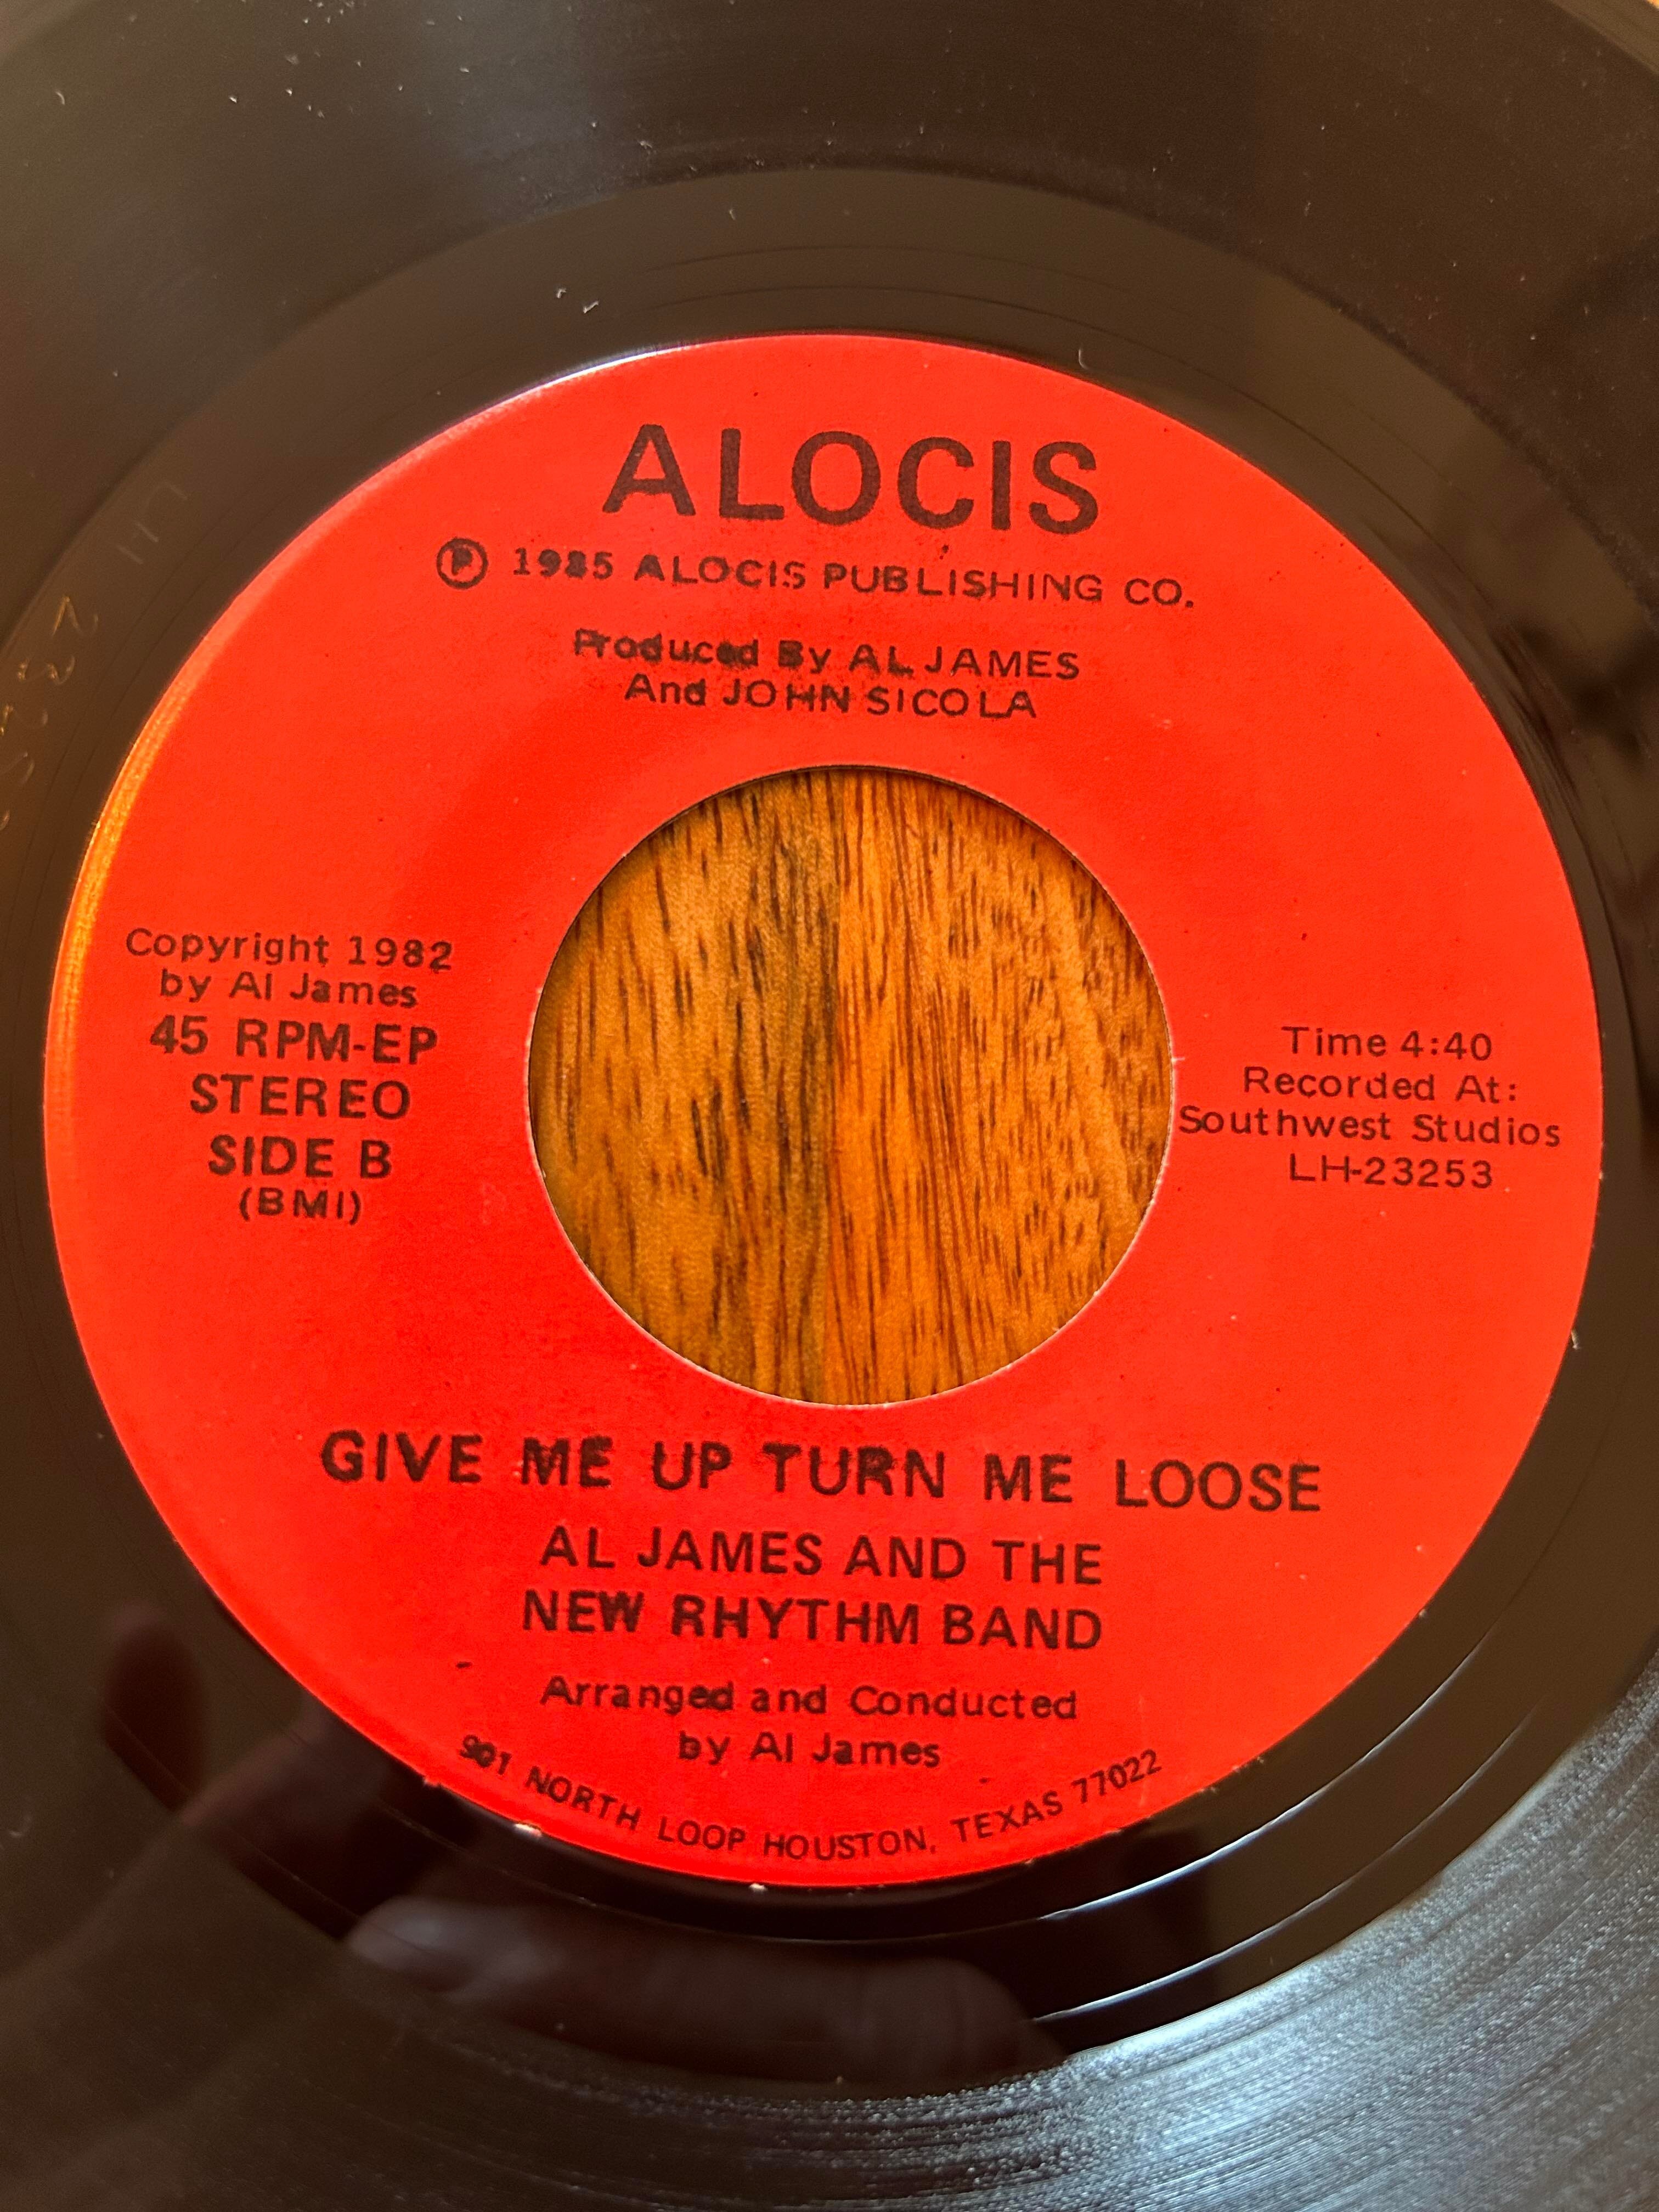 ALOCIS
℗ 1985 ALOCIS PUBLISHING CO.
Produced By AL JAMES
And JOHN SICOLA
Copyright 1982
by Al James
45 RPM-EP
STEREO
SIDE B
(BMI)
Time 4:40
Recorded At:
Southwest Studios
LH-23253
GIVE ME UP TURN ME LOOSE
AL JAMES AND THE
NEW RHYTHM BAND
Arranged and Conducted
by Al James
901 NORTH LOOP HOUSTON, TEXAS 77022